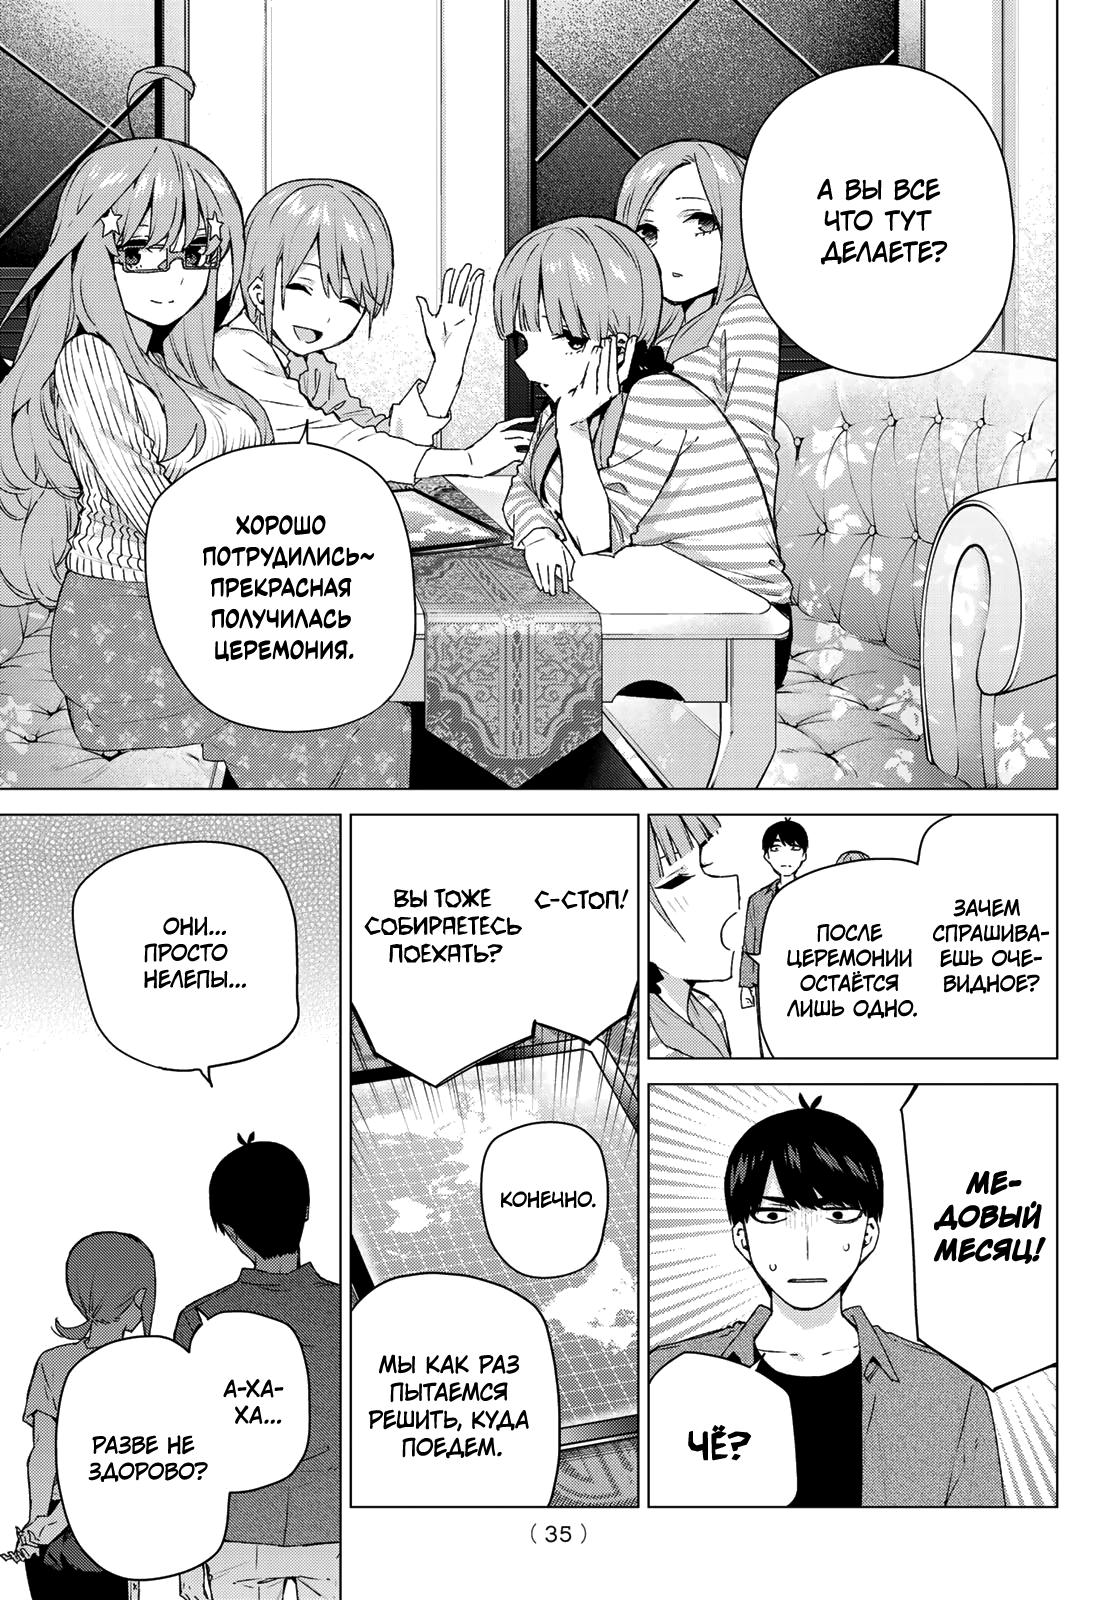 А ВЫ ВСЕ
ЧТО ТУТ
ДЕЛАЕТЕ?
ХОРОШО
ПОТРУДИЛИСЬ~
ПРЕКРАСНАЯ
ПОЛУЧИЛАСЬ
ЦЕРЕМОНИЯ.
ЗАЧЕМ
СПРАШИВА-
ЕШЬ ОЧЕ-
ВИДНОЕ?
ПОСЛЕ
ЦЕРЕМОНИИ
ОСТАЁТСЯ
ЛИШЬ ОДНО.
МЕ-
ДОВЫЙ
МЕСЯЦ!
ЧЁ?
С-СТОП!
ВЫ ТОЖЕ
СОБИРАЕТЕСЬ
ПОЕХАТЬ?
КОНЕЧНО.
МЫ КАК РАЗ
ПЫТАЕМСЯ
РЕШИТЬ, КУДА
ПОЕДЕМ.
ОНИ...
ПРОСТО
НЕЛЕПЫ...
А-ХА-
ХА...
РАЗВЕ НЕ
ЗДОРОВО?
( 35 )